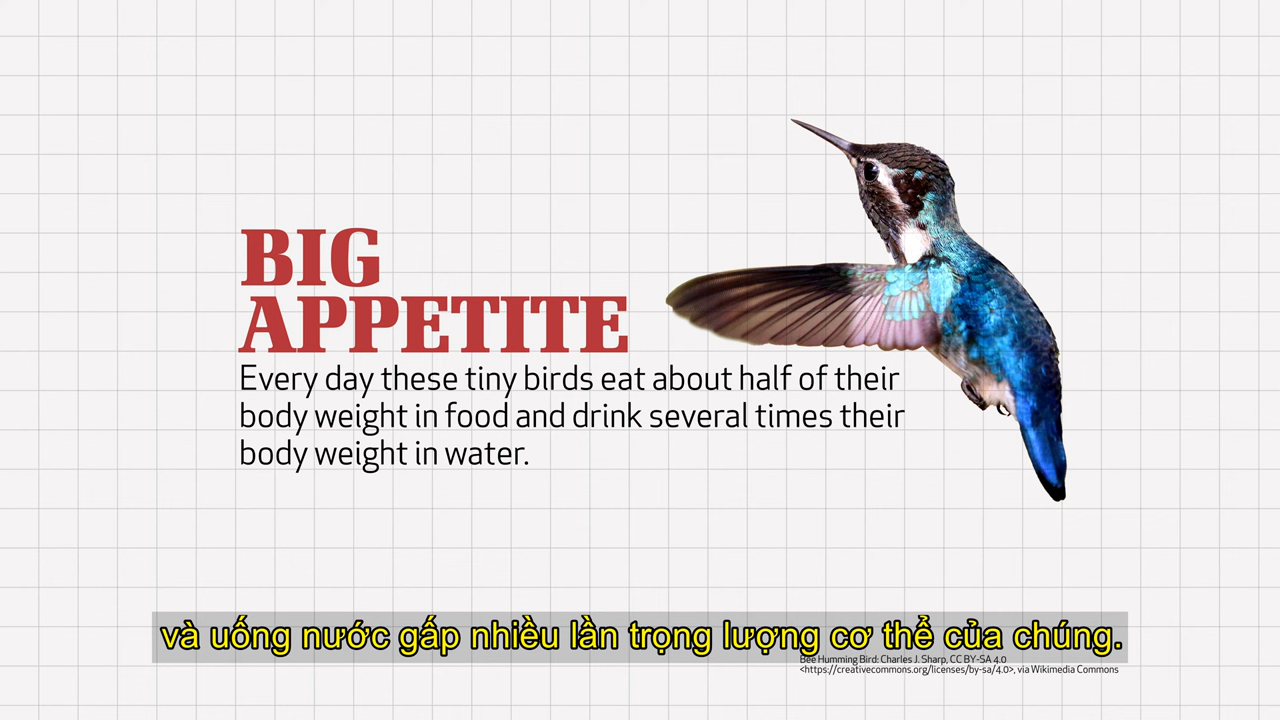 BIG
APPETITE
Every day these tiny birds eat about half of their
body weight in food and drink several times their
body weight in water.
và uống nước gấp nhiều lần trọng lượng cơ thể của chúng.
Bee Humming Bird: Charles J. Sharp, CC BY-SA 4.0
<https://creativecommons.org/licenses/by-sa/4.0>, via Wikimedia Commons